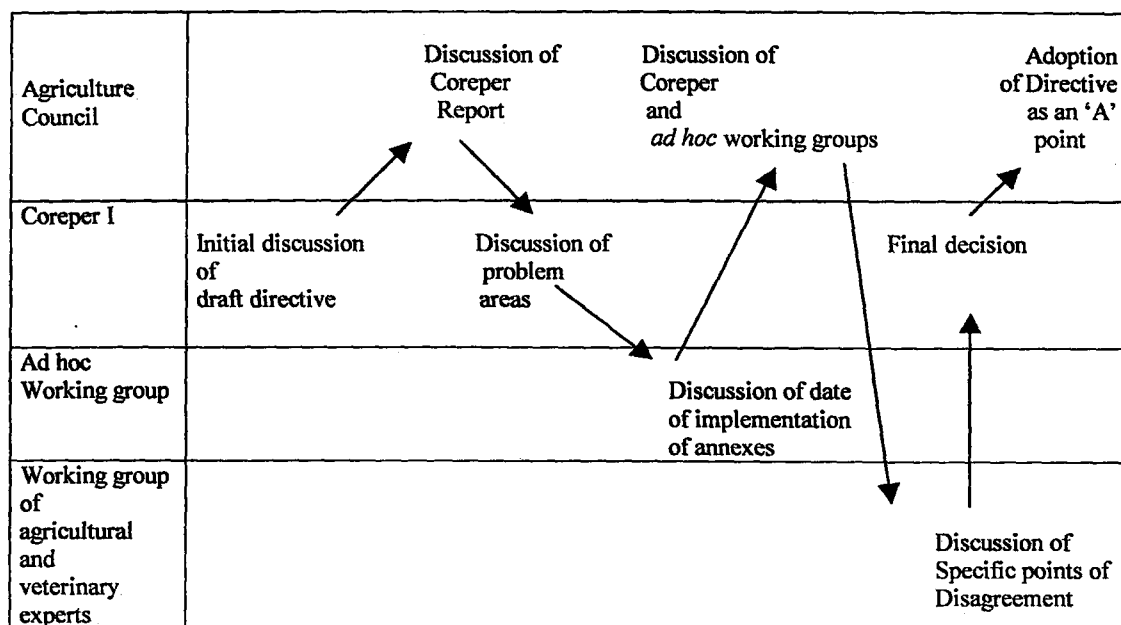 Agriculture
Council
Discussion of
Coreper
Report
Discussion of
Coreper
and
ad hoc working groups
Adoption
of Directive
as an ‘A’
point
Coreper I
Initial discussion
of
draft directive
Discussion of
problem
areas
Final decision
Ad hoc
Working group
Discussion of date
of implementation
of annexes
Working group
of
agricultural
and
veterinary
experts
Discussion of
Specific points of
Disagreement